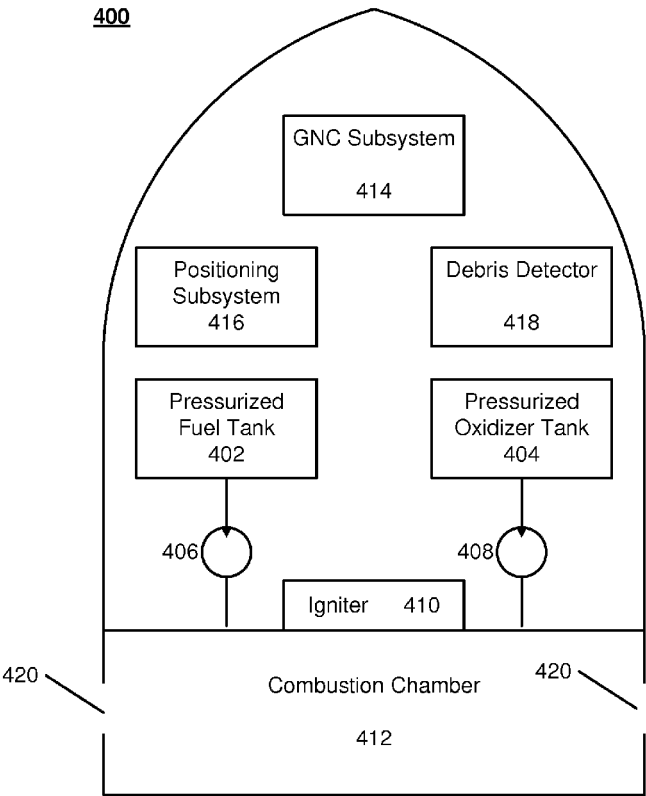 400
GNC Subsystem
414
Positioning
Subsystem
416
Debris Detector
418
Pressurized
Fuel Tank
402
Pressurized
Oxidizer Tank
404
406
408
Igniter 410
420
Combustion Chamber
420
412